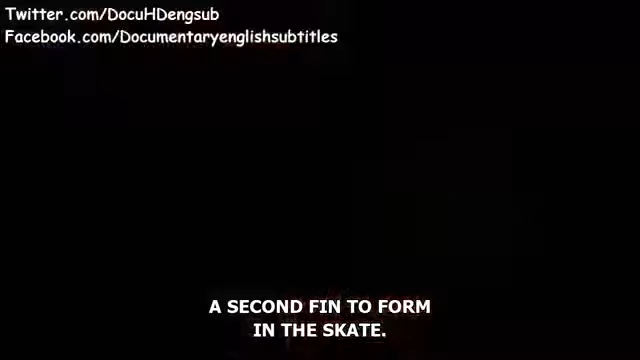 Twitter.com/DocuHDengsub
Facebook.com/Documentaryenglishsubtitles
A SECOND FIN TO FORM
IN THE SKATE.